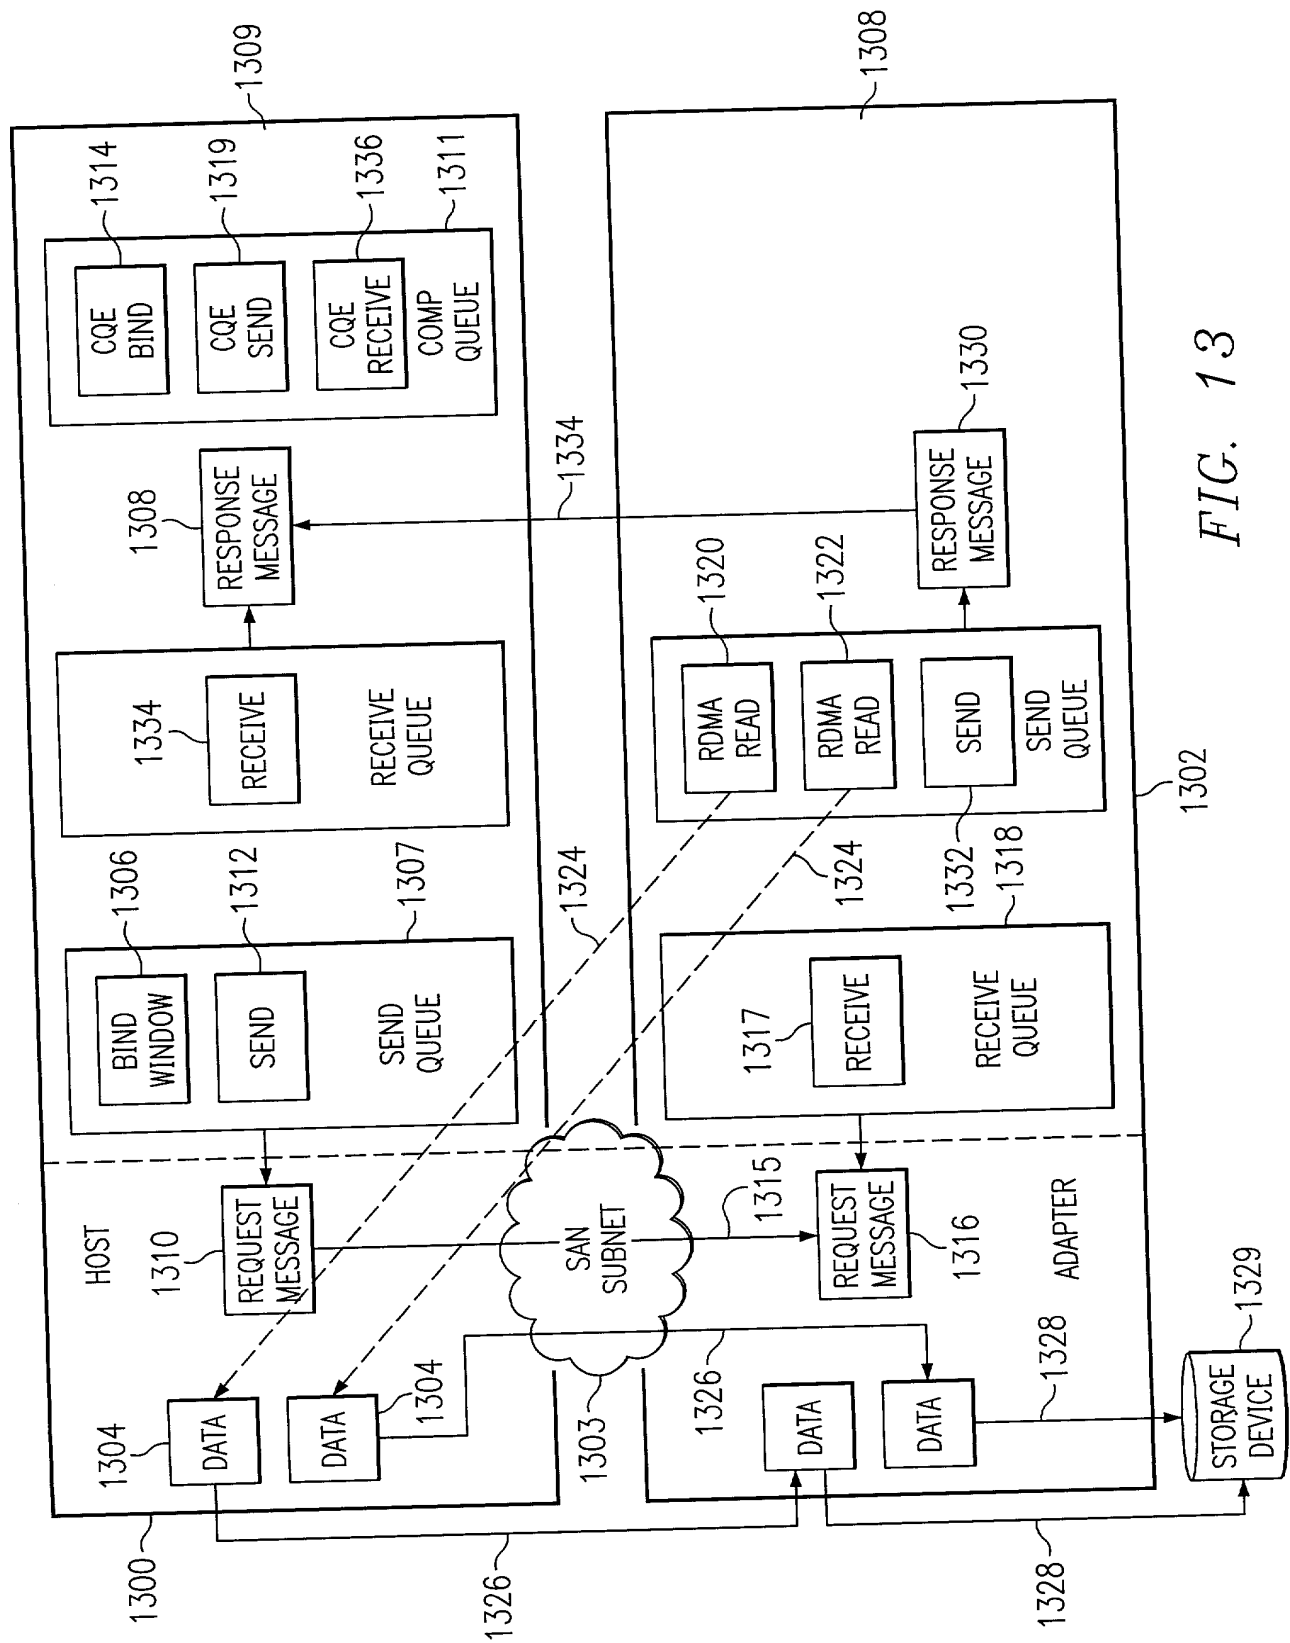 1300
HOST
1304
DATA
DATA
1304
1310
REQUEST
MESSAGE
BIND
WINDOW
1306
SEND
1312
SEND
QUEUE
1307
1334
RECEIVE
RECEIVE
QUEUE
1308
RESPONSE
MESSAGE
CQE
BIND
1314
CQE
SEND
1319
CQE
RECEIVE
1336
COMP
QUEUE
1311
1309
1326
1303
SAN
SUBNET
1326
1315
1324
1324
1334
DATA
DATA
1328
1328
STORAGE
DEVICE
1329
ADAPTER
REQUEST
MESSAGE
1316
1317
RECEIVE
RECEIVE
QUEUE
1318
RDMA
READ
1320
RDMA
READ
1322
SEND
1332
SEND
QUEUE
RESPONSE
MESSAGE
1330
1308
1302
FIG. 13